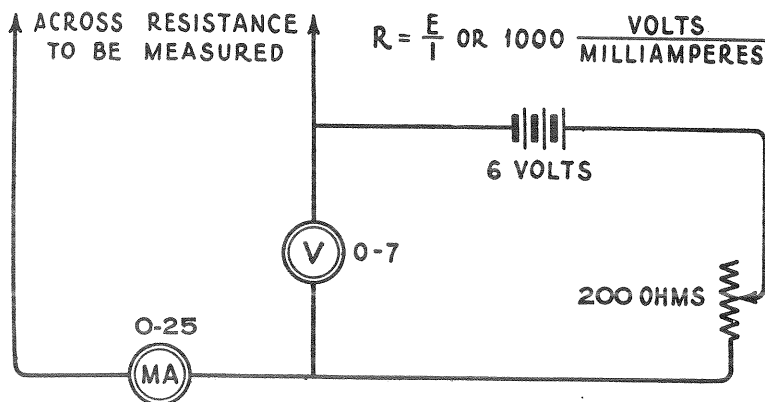 ACROSS RESISTANCE
TO BE MEASURED
R = E/I OR 1000 VOLTS/MILLIAMPERES
6 VOLTS
V 0-7
200 OHMS
0-25
MA